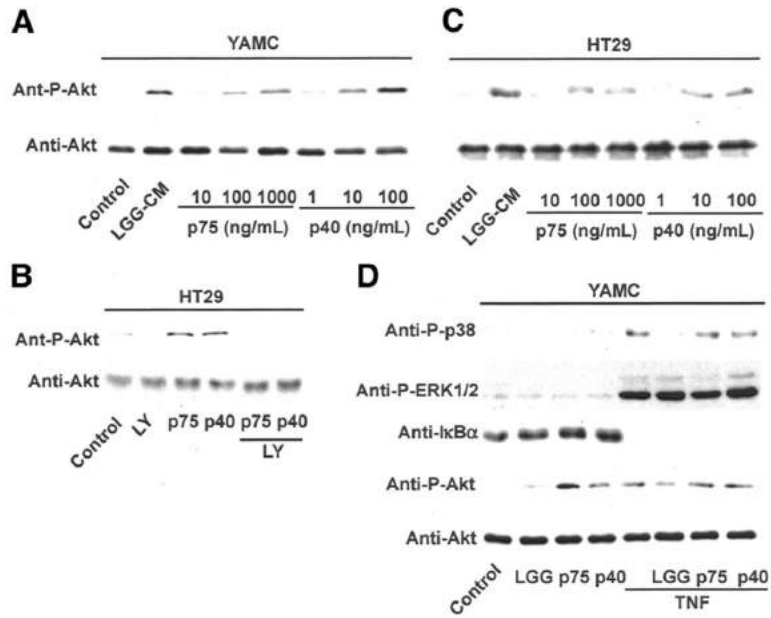 A
YAMC
Ant-P-Akt
Anti-Akt
Control
LGG-CM
10 100 1000
p75 (ng/mL)
1 10 100
p40 (ng/mL)
B
HT29
Ant-P-Akt
Anti-Akt
Control
LY
p75 p40
p75 p40
LY
C
HT29
Control
LGG-CM
10 100 1000
p75 (ng/mL)
1 10 100
p40 (ng/mL)
D
YAMC
Anti-P-p38
Anti-P-ERK1/2
Anti-IκBα
Anti-P-Akt
Anti-Akt
Control
LGG p75 p40
LGG p75 p40
TNF